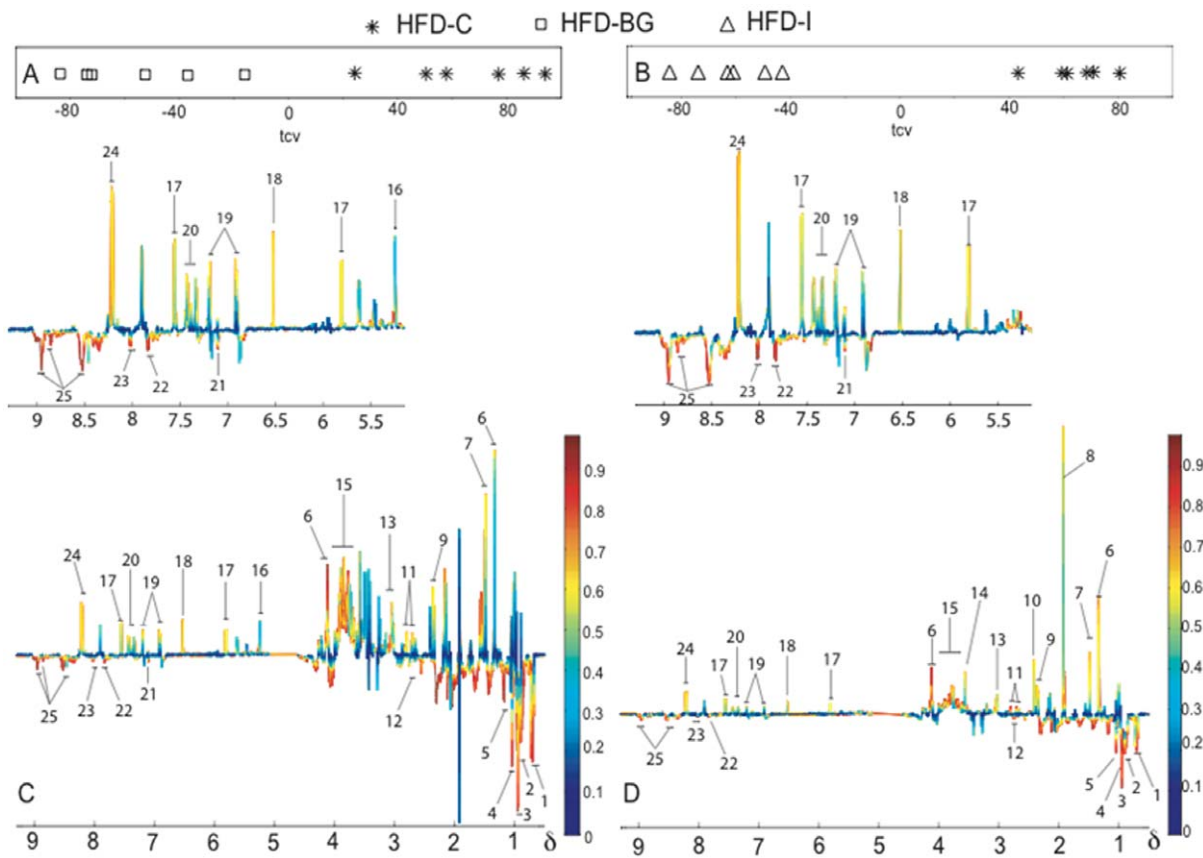 HFD-C HFD-BG HFD-I
A
-80 -40 0 40 80
tcv
B
-80 -40 0 40 80
tcv
24 17 20 19 18 17 16
25 23 22 21
9 8.5 8 7.5 7 6.5 6 5.5
24 17 20 19 18 17
25 23 22 21
9 8.5 8 7.5 7 6.5 6 5.5
6 7 15 6 13 9 11
24 17 20 19 18 17 16
25 23 22 21 12 5 4 3 2 1
C
9 8 7 6 5 4 3 2 1 δ
0.9
0.8
0.7
0.6
0.5
0.4
0.3
0.2
0.1
0
8 6 7 10 9 14 15 6 13 11
24 17 20 19 18 17
25 23 22 12 5 4 3 2 1
D
9 8 7 6 5 4 3 2 1 δ
0.9
0.8
0.7
0.6
0.5
0.4
0.3
0.2
0.1